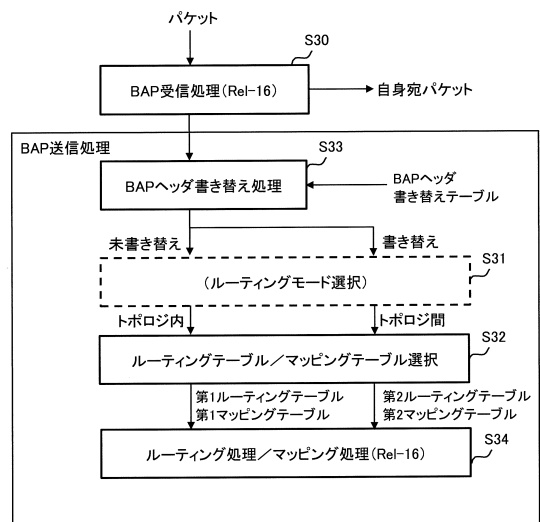 パケット
S30
BAP受信処理(Rel-16)
自身宛パケット
BAP送信処理
S33
BAPヘッダ書き替え処理
BAPヘッダ
書き替えテーブル
未書き替え
書き替え
S31
(ルーティングモード選択)
トポロジ内
トポロジ間
S32
ルーティングテーブル/マッピングテーブル選択
第1ルーティングテーブル
第1マッピングテーブル
第2ルーティングテーブル
第2マッピングテーブル
ルーティング処理/マッピング処理(Rel-16)
S34